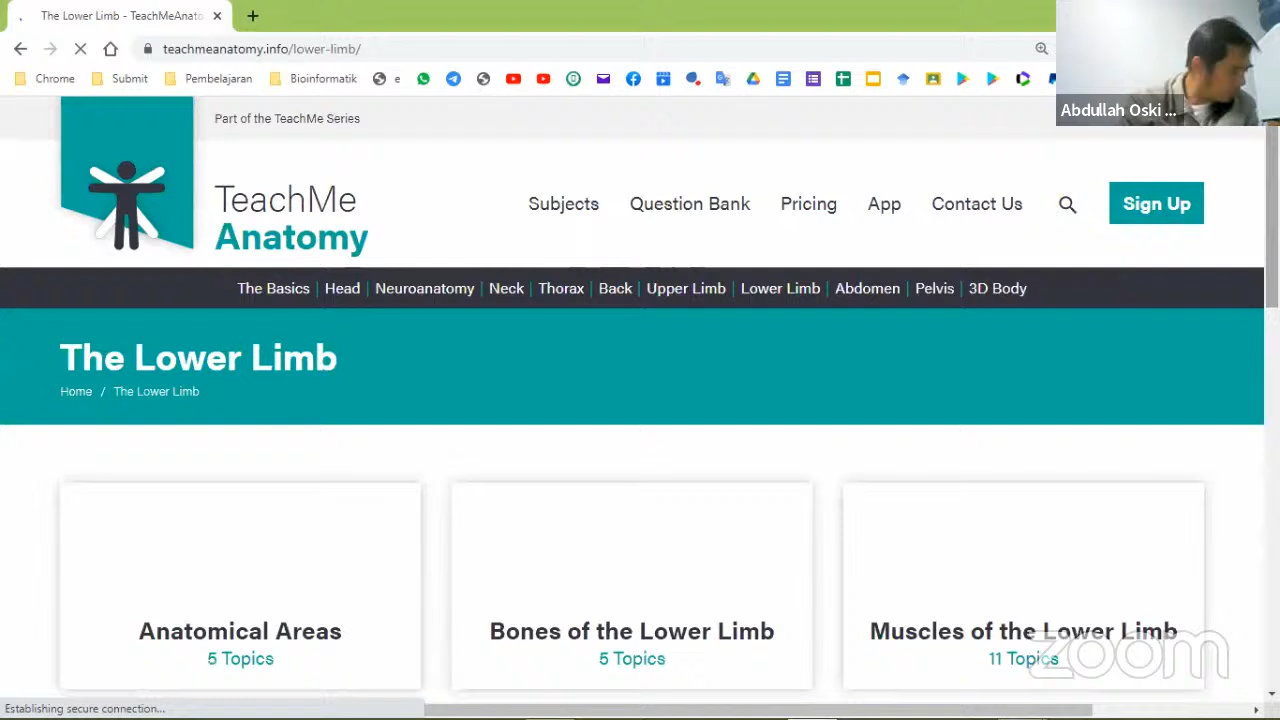 The Lower Limb - TeachMeAnato
teachmeanatomy.info/lower-limb/
Chrome Submit Pembelajaran Bioinformatik e
Abdullah Oski ...
Part of the TeachMe Series
TeachMe
Anatomy
Subjects Question Bank Pricing App Contact Us Sign Up
The Basics | Head | Neuroanatomy | Neck | Thorax | Back | Upper Limb | Lower Limb | Abdomen | Pelvis | 3D Body
The Lower Limb
Home / The Lower Limb
Anatomical Areas
5 Topics
Bones of the Lower Limb
5 Topics
Muscles of the Lower Limb
11 Topics
zoom
Establishing secure connection...